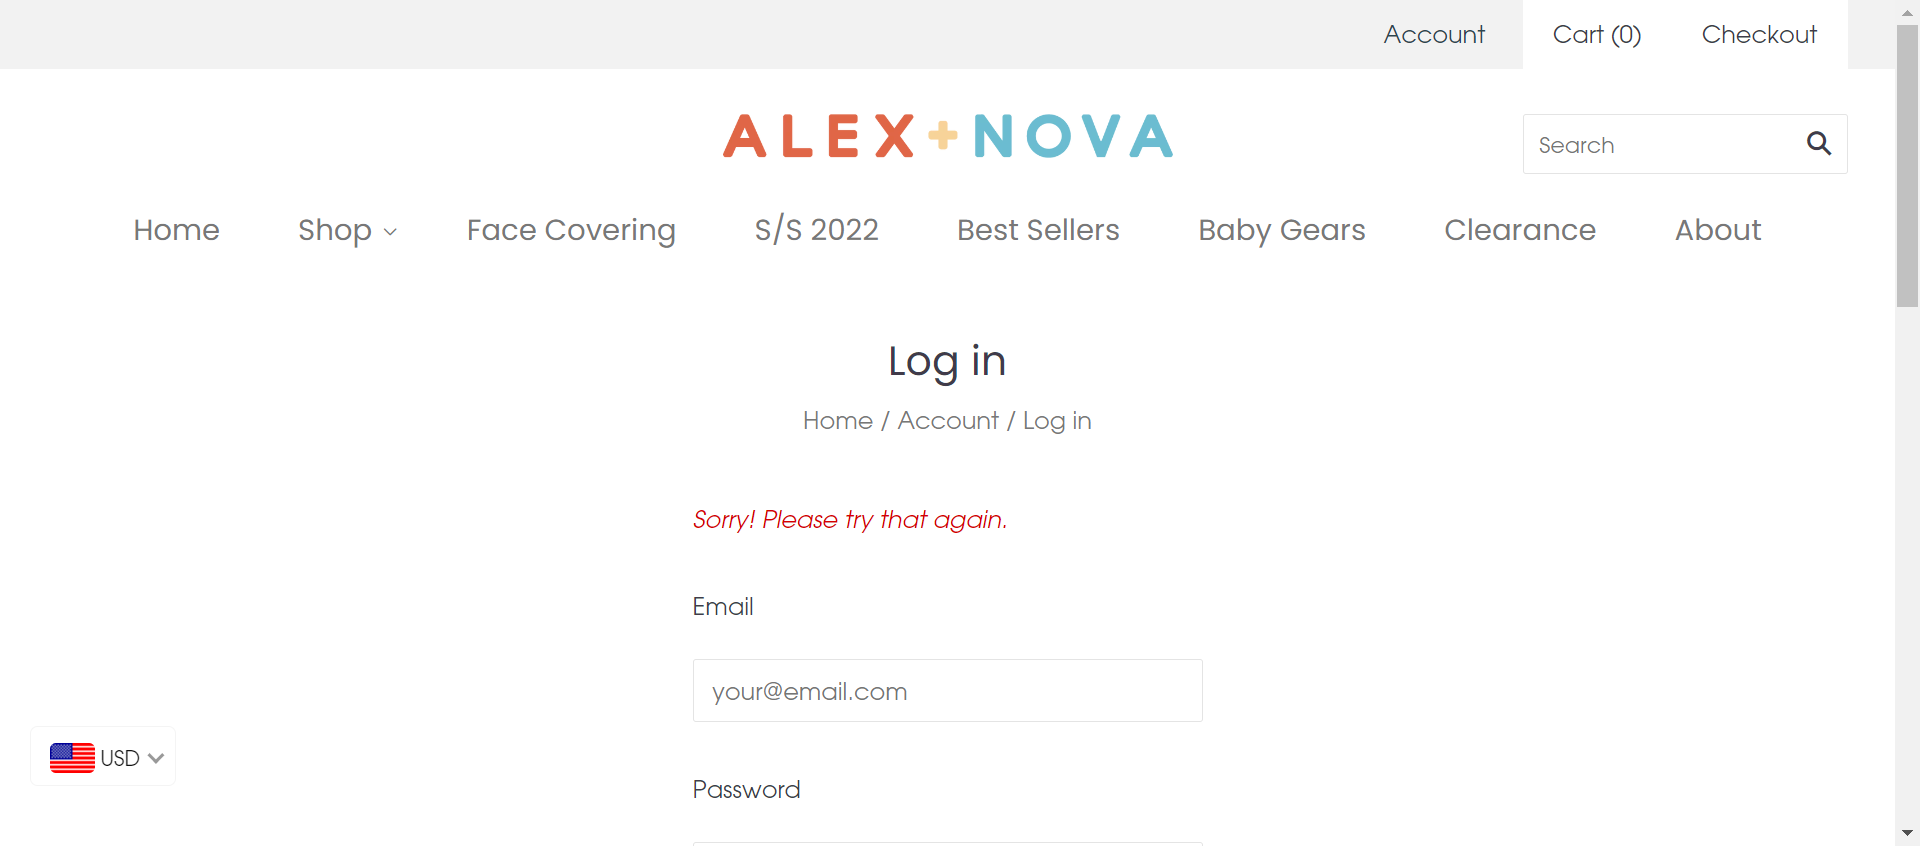 Account
Cart (0)
Checkout
ALEX+NOVA
Search
Home
Shop
Face Covering
S/S 2022
Best Sellers
Baby Gears
Clearance
About
Log in
Home / Account / Log in
Sorry! Please try that again.
Email
your@email.com
USD
Password